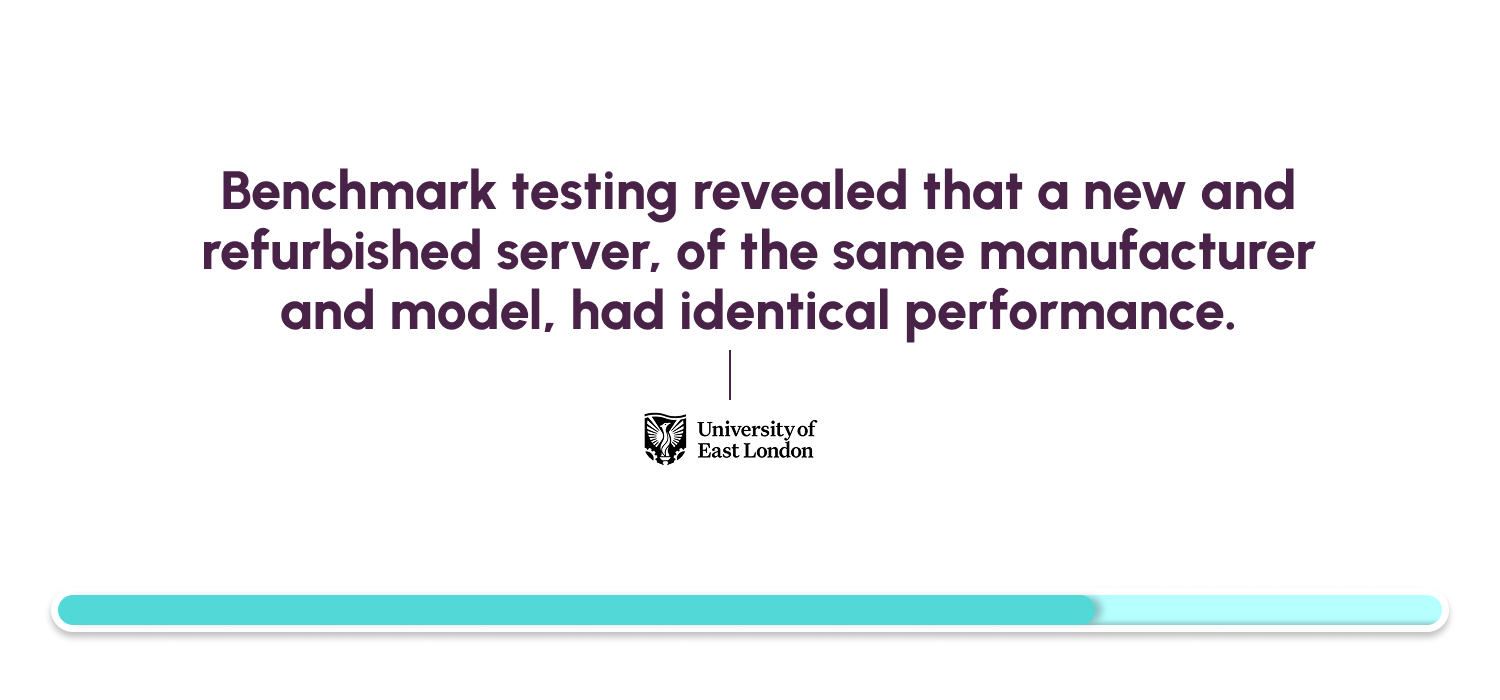 Benchmark testing revealed that a new and
refurbished server, of the same manufacturer
and model, had identical performance.
University of
East London